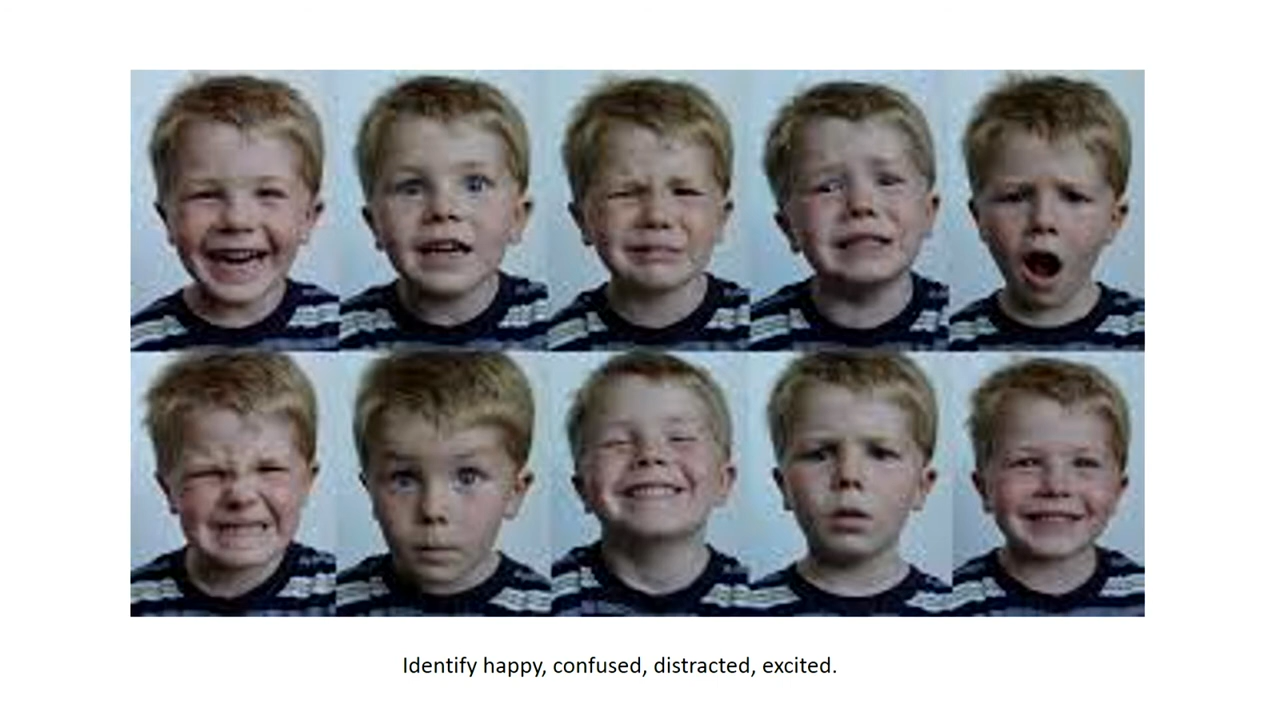 Identify happy, confused, distracted, excited.